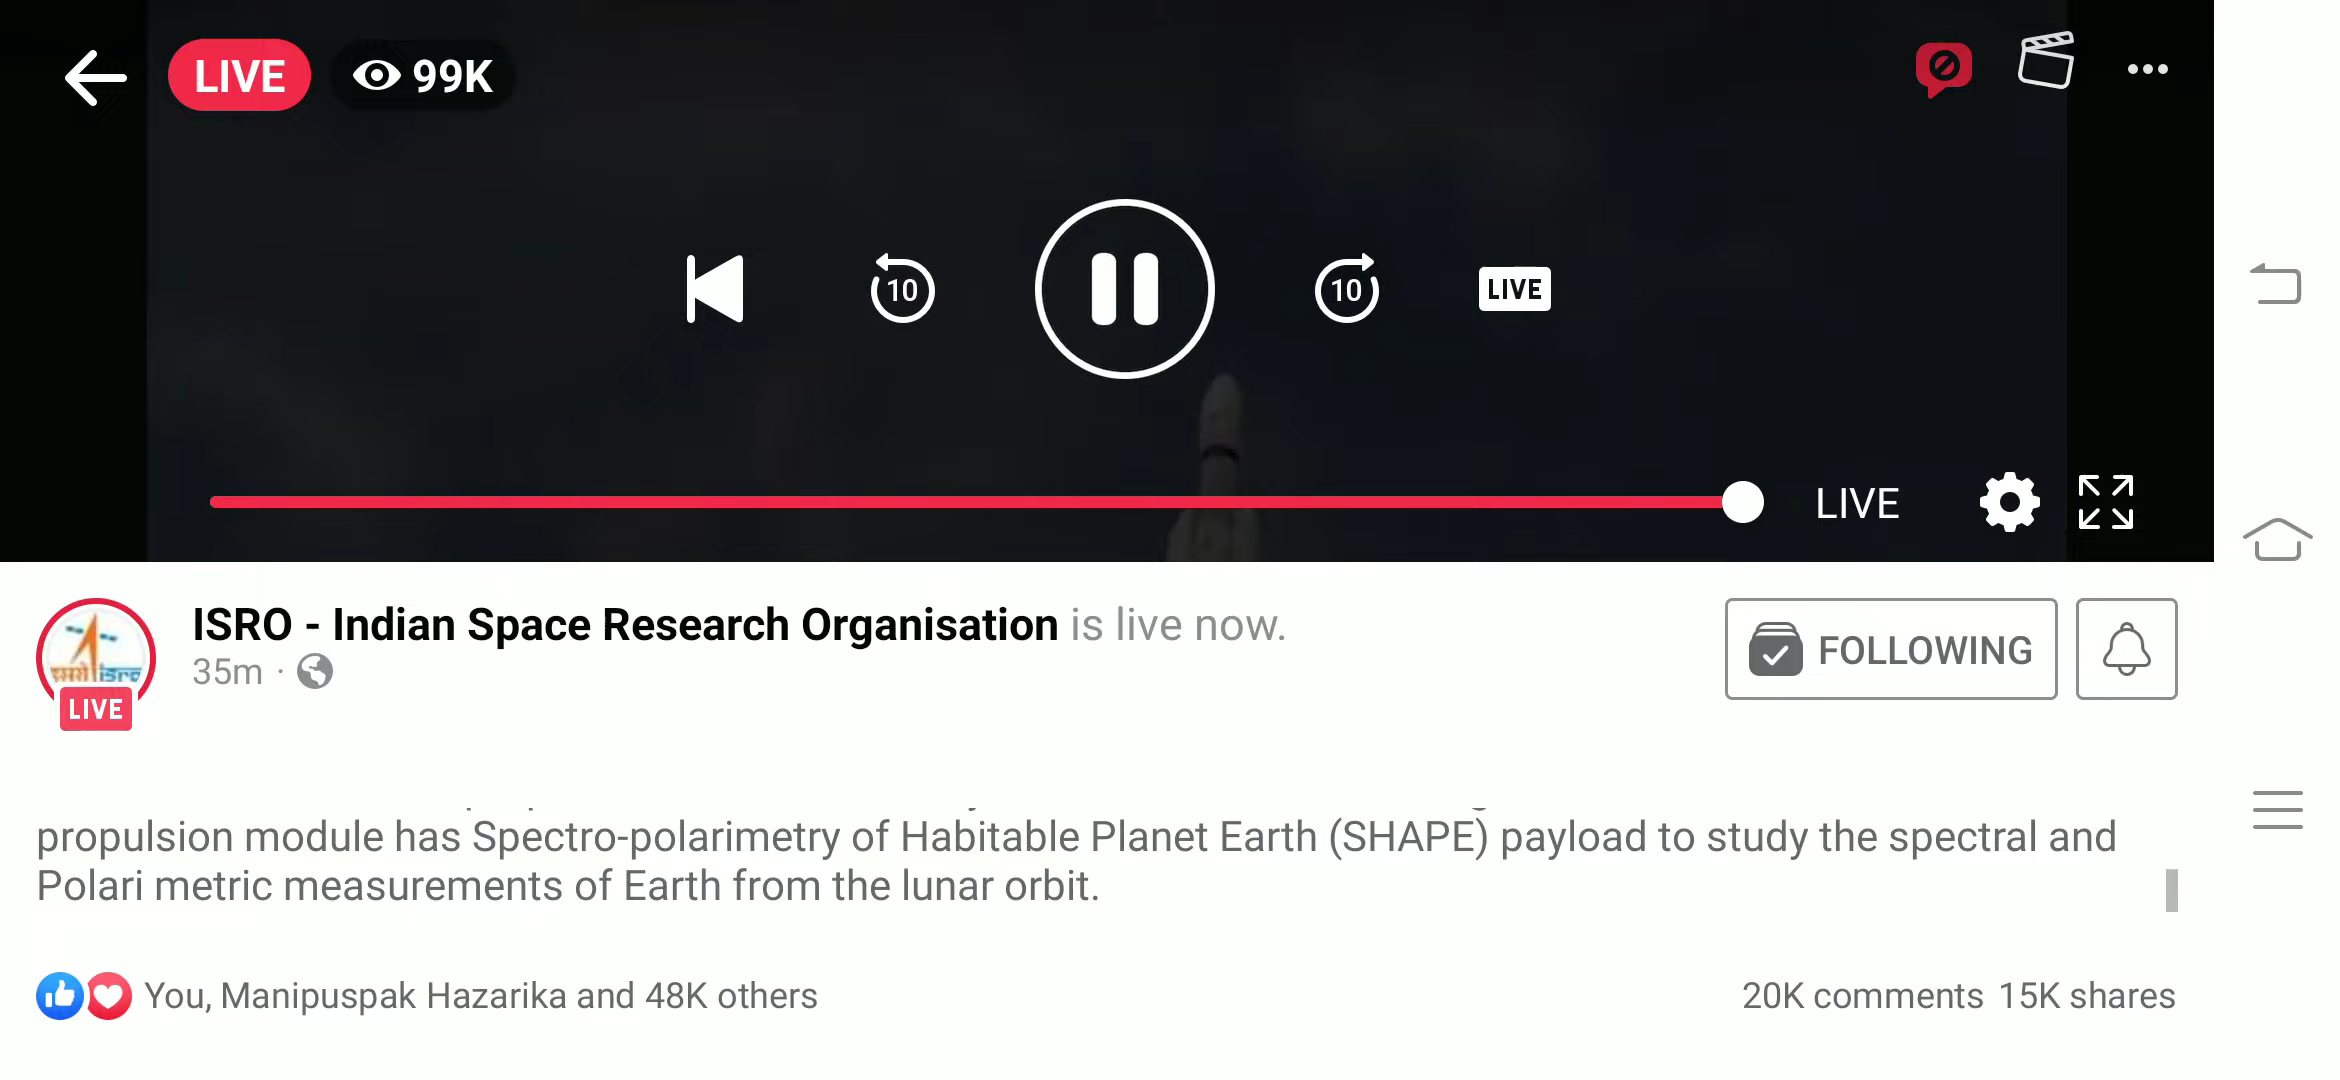 LIVE 99K
10 10 LIVE
LIVE
ISRO - Indian Space Research Organisation is live now.
35m ·
इसरो isro
LIVE
FOLLOWING
propulsion module has Spectro-polarimetry of Habitable Planet Earth (SHAPE) payload to study the spectral and
Polari metric measurements of Earth from the lunar orbit.
You, Manipuspak Hazarika and 48K others
20K comments 15K shares